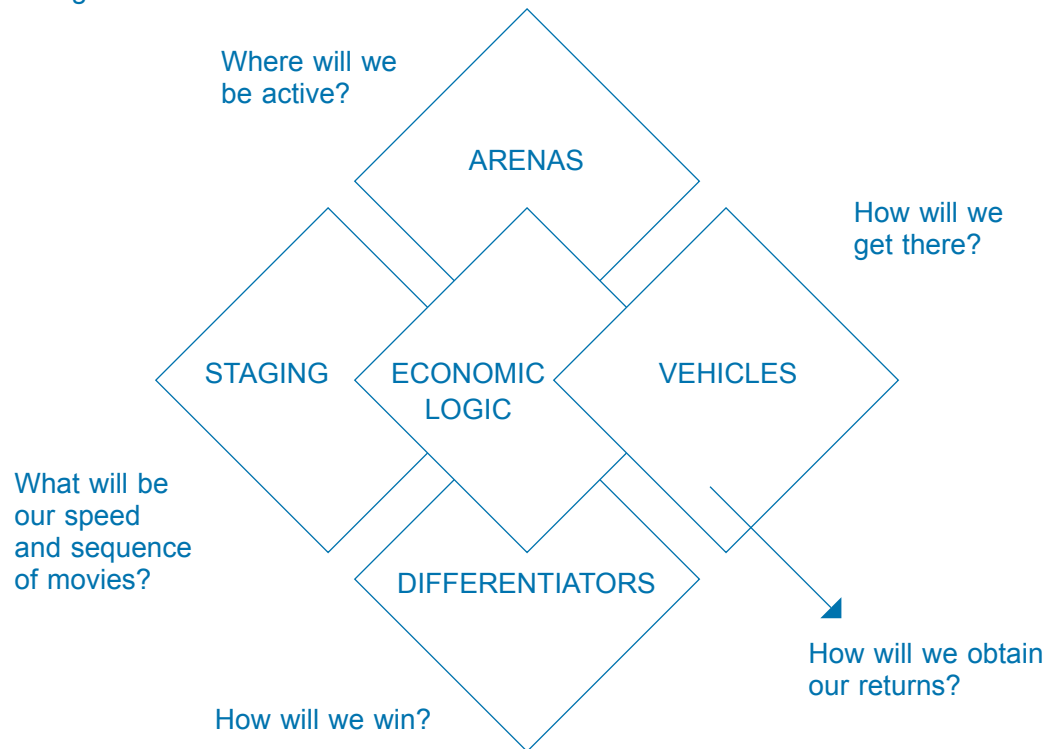 Where will we
be active?
ARENAS
How will we
get there?
STAGING
ECONOMIC
LOGIC
VEHICLES
What will be
our speed
and sequence
of movies?
DIFFERENTIATORS
How will we obtain
our returns?
How will we win?